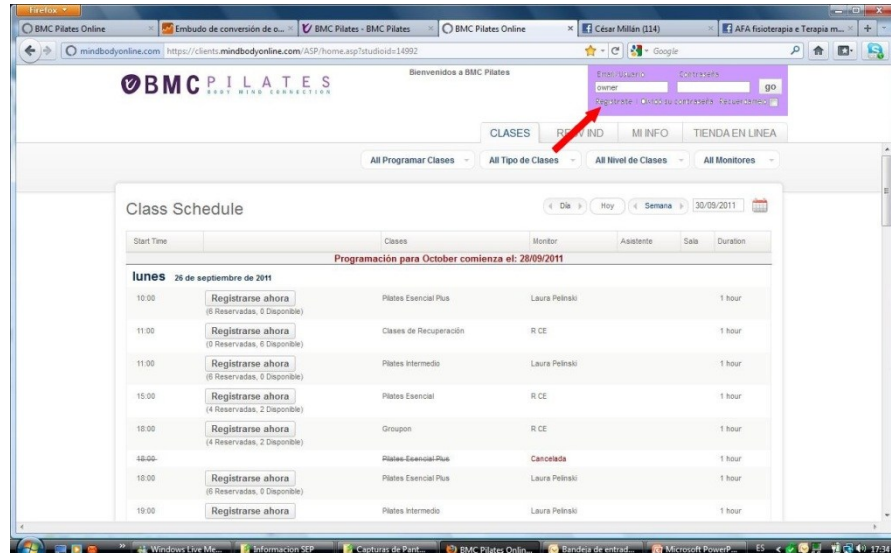 Firefox
BMC Pilates Online
Embudo de conversión de o...
BMC Pilates - BMC Pilates
BMC Pilates Online
César Millán (114)
AFA fisioterapia e Terapia m...
mindbodyonline.com https://clients.mindbodyonline.com/ASP/home.asp?studioid=14992
Google
BMC PILATES
BODY MIND CONNECTION
Bienvenidos a BMC Pilates
Usuario Contraseña
owner
go
Regístrate su contraseña
CLASES MI INFO TIENDA EN LINEA
All Programar Clases All Tipo de Clases All Nivel de Clases All Monitores
Class Schedule
Día Hoy Semana 30/09/2011
Start Time Clases Monitor Asistente Sala Duration
Programación para October comienza el: 28/09/2011
lunes 26 de septiembre de 2011
10:00 Registrarse ahora Pilates Esencial Plus Laura Pelinski 1 hour
(6 Reservadas, 0 Disponible)
11:00 Registrarse ahora Clases de Recuperación R CE 1 hour
(0 Reservadas, 6 Disponible)
11:00 Registrarse ahora Pilates Intermedio Laura Pelinski 1 hour
(6 Reservadas, 0 Disponible)
15:00 Registrarse ahora Pilates Esencial R CE 1 hour
(4 Reservadas, 2 Disponible)
18:00 Registrarse ahora Groupon R CE 1 hour
(4 Reservadas, 2 Disponible)
18:00 Pilates Esencial Plus Cancelada 1 hour
18:00 Registrarse ahora Pilates Esencial Plus Laura Pelinski 1 hour
(6 Reservadas, 0 Disponible)
19:00 Registrarse ahora Pilates Intermedio Laura Pelinski 1 hour
Windows Live Me... Informacion SEP Capturas de Pant... BMC Pilates Onlin... Bandeja de entrad... Microsoft PowerP... ES 17:34